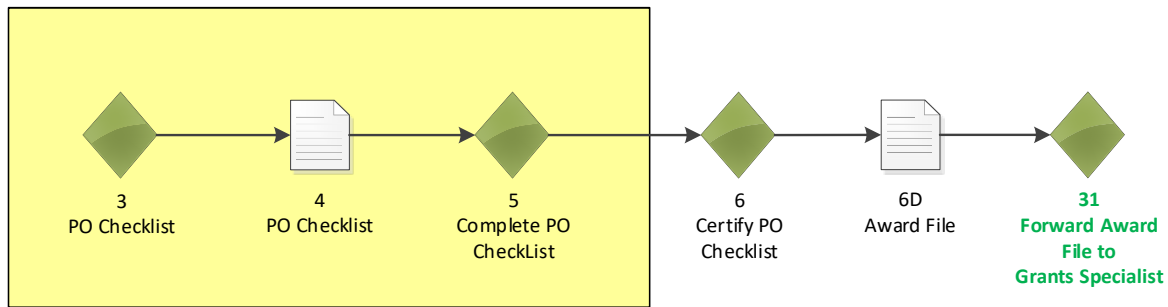 3
PO Checklist
4
PO Checklist
5
Complete PO
CheckList
6
Certify PO
Checklist
6D
Award File
31
Forward Award
File to
Grants Specialist